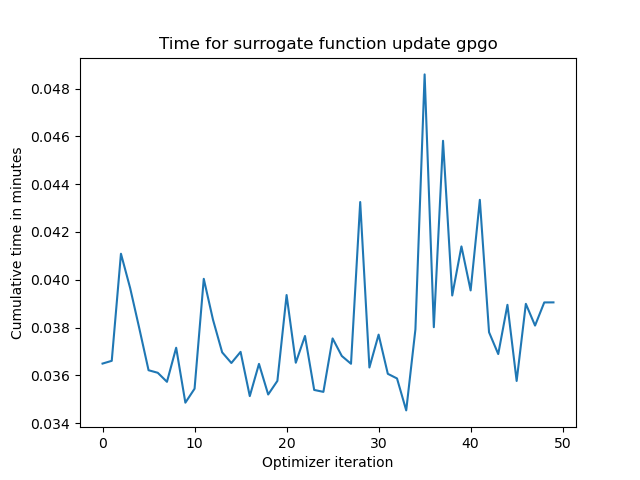 Time for surrogate function update gpgo
Cumulative time in minutes
0.048
0.046
0.044
0.042
0.040
0.038
0.036
0.034
0 10 20 30 40 50
Optimizer iteration